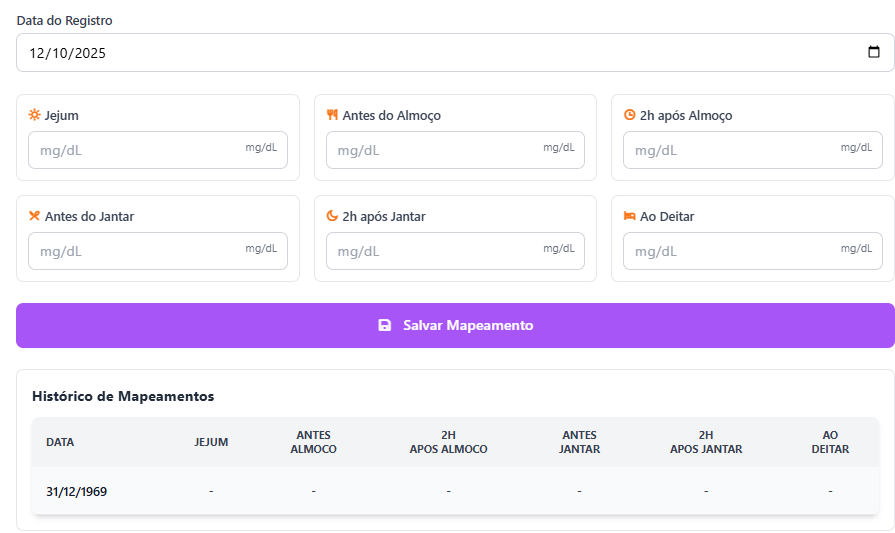 Data do Registro
12/10/2025
Jejum
Antes do Almoço
2h após Almoço
mg/dL mg/dL
mg/dL mg/dL
mg/dL mg/dL
Antes do Jantar
2h após Jantar
Ao Deitar
mg/dL mg/dL
mg/dL mg/dL
mg/dL mg/dL
Salvar Mapeamento
Histórico de Mapeamentos
DATA JEJUM ANTES ALMOCO 2H APOS ALMOCO ANTES JANTAR 2H APOS JANTAR AO DEITAR
31/12/1969 - - - - - -